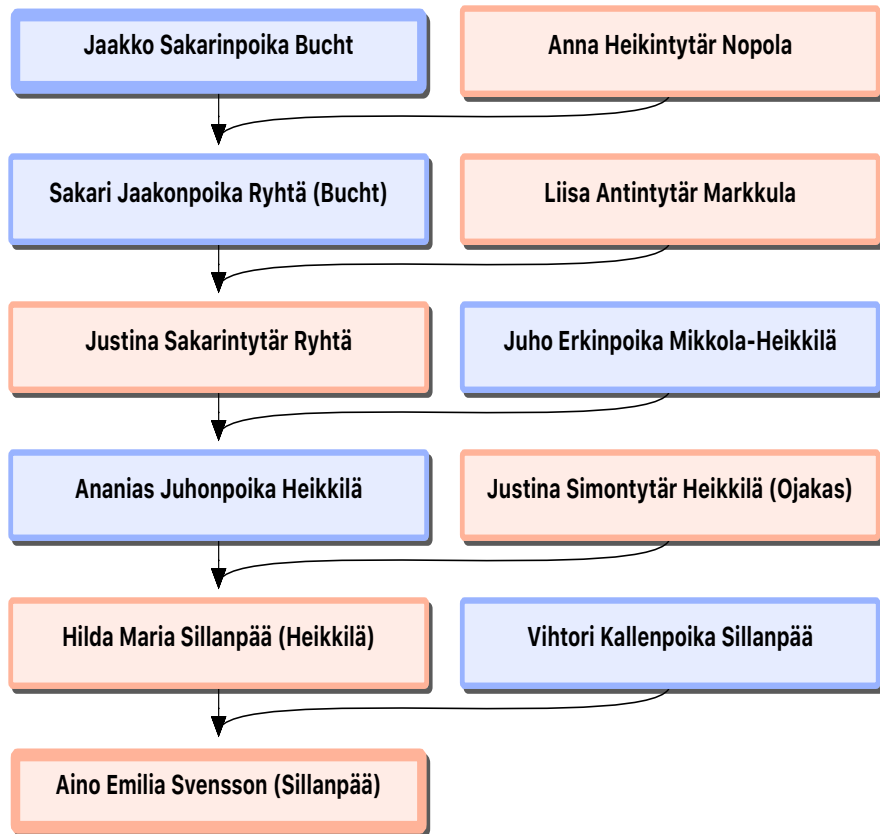 Jaakko Sakarinpoika Bucht
Anna Heikintytär Nopola
Sakari Jaakonpoika Ryhtä (Bucht)
Liisa Antintytär Markkula
Justina Sakarintytär Ryhtä
Juho Erkinpoika Mikkola-Heikkilä
Ananias Juhonpoika Heikkilä
Justina Simontytär Heikkilä (Ojakas)
Hilda Maria Sillanpää (Heikkilä)
Vihtori Kallenpoika Sillanpää
Aino Emilia Svensson (Sillanpää)